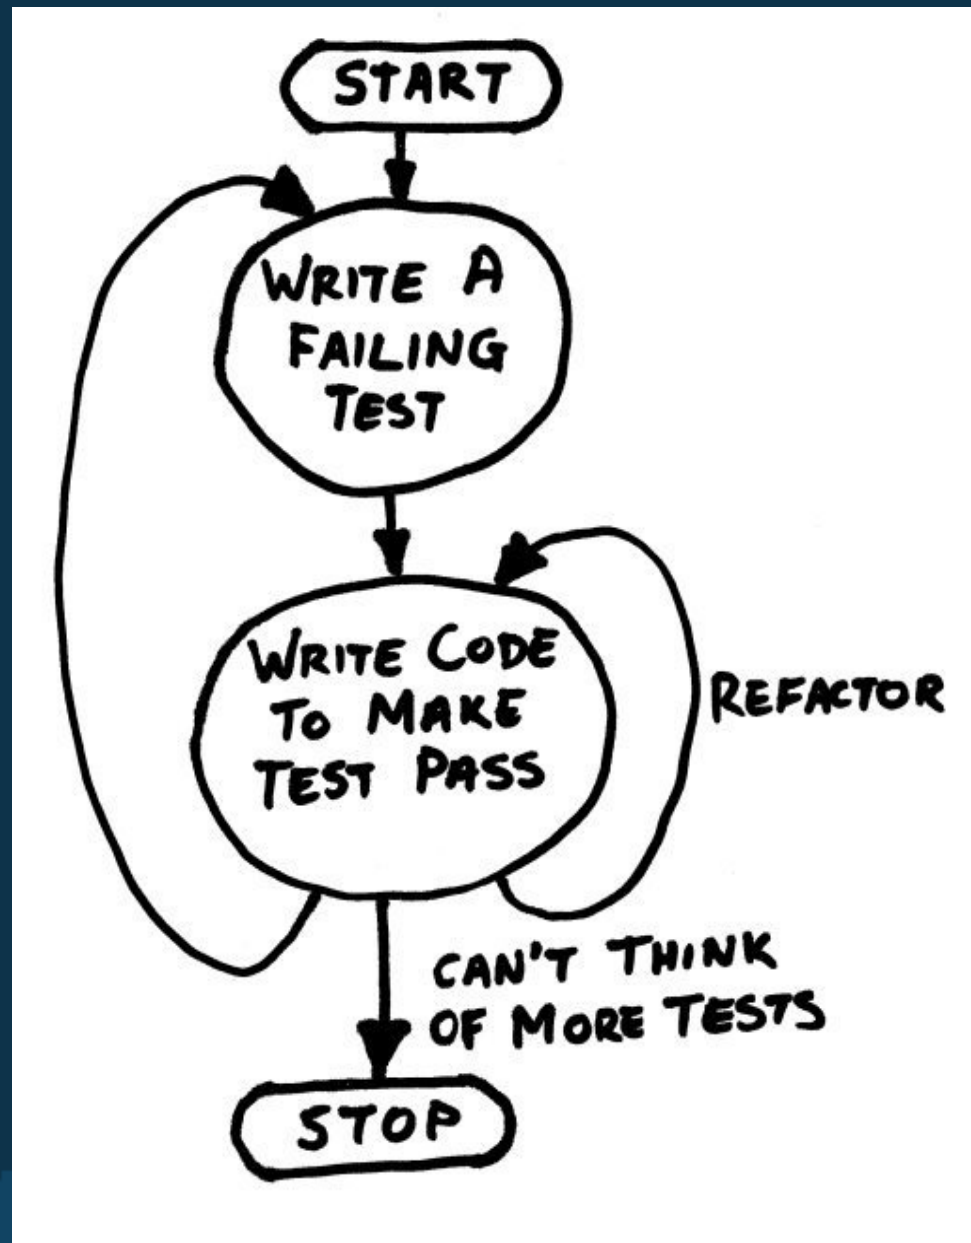 START
WRITE A
FAILING
TEST
WRITE CODE
TO MAKE
TEST PASS
REFACTOR
CAN'T THINK
OF MORE TESTS
STOP